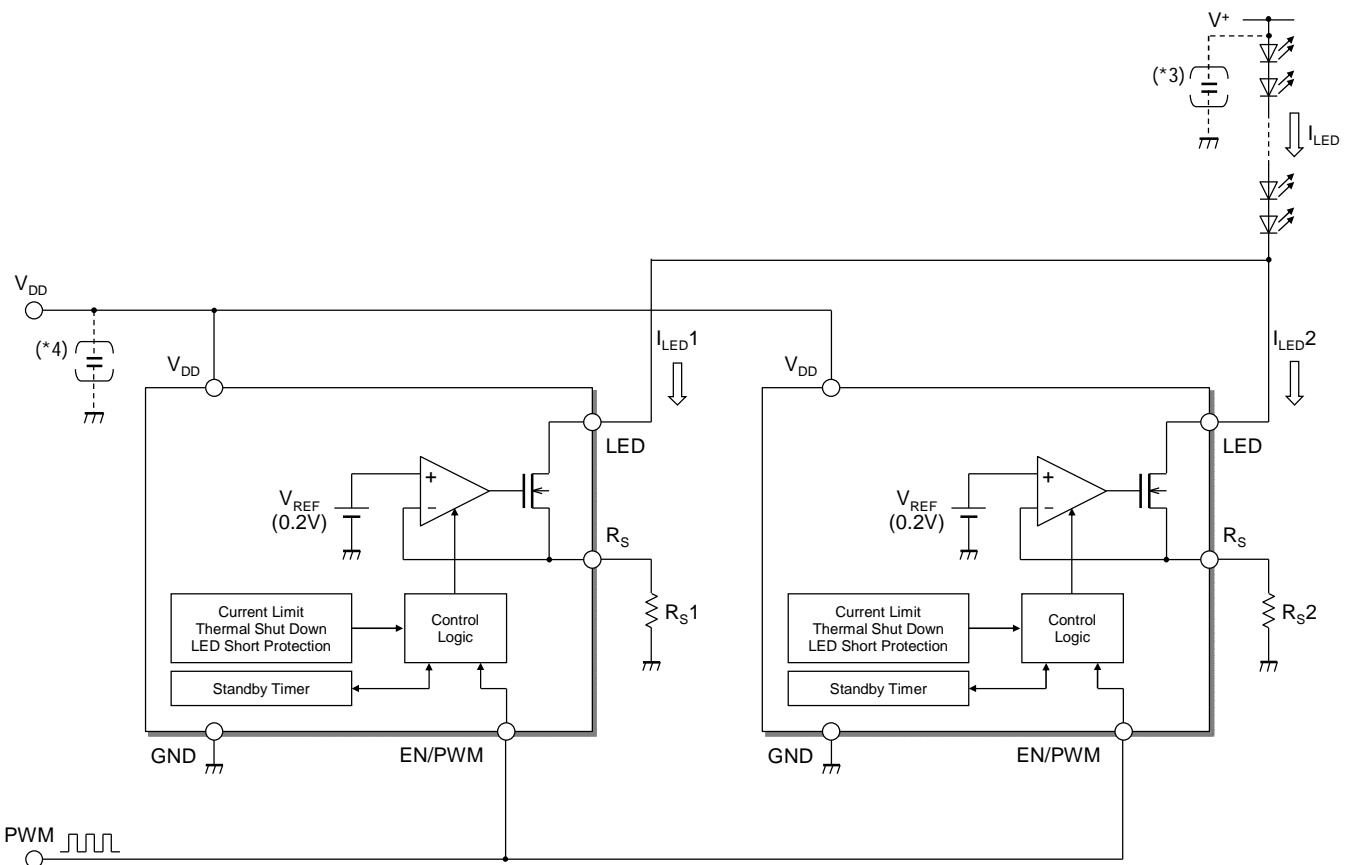 V+
(*3)
ILED
VDD
(*4)
VDD
ILED1
LED
VREF
(0.2V)
+
−
RS
RS1
Current Limit
Thermal Shut Down
LED Short Protection
Control
Logic
Standby Timer
GND
EN/PWM
VDD
ILED2
LED
VREF
(0.2V)
+
−
RS
RS2
Current Limit
Thermal Shut Down
LED Short Protection
Control
Logic
Standby Timer
GND
EN/PWM
PWM